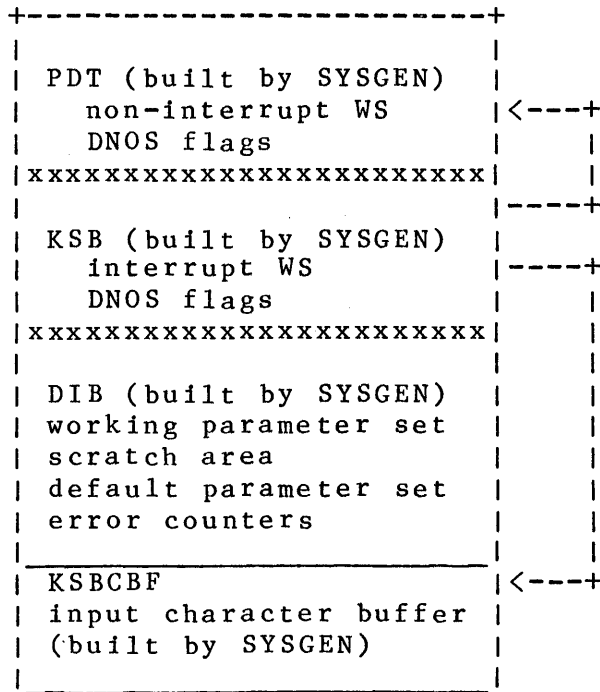 PDT (built by SYSGEN)
non-interrupt WS
DNOS flags
xxxxxxxxxxxxxxxxxxxxxxxx
KSB (built by SYSGEN)
interrupt WS
DNOS flags
xxxxxxxxxxxxxxxxxxxxxxxx
DIB (built by SYSGEN)
working parameter set
scratch area
default parameter set
error counters
KSBCBF
input character buffer
(built by SYSGEN)